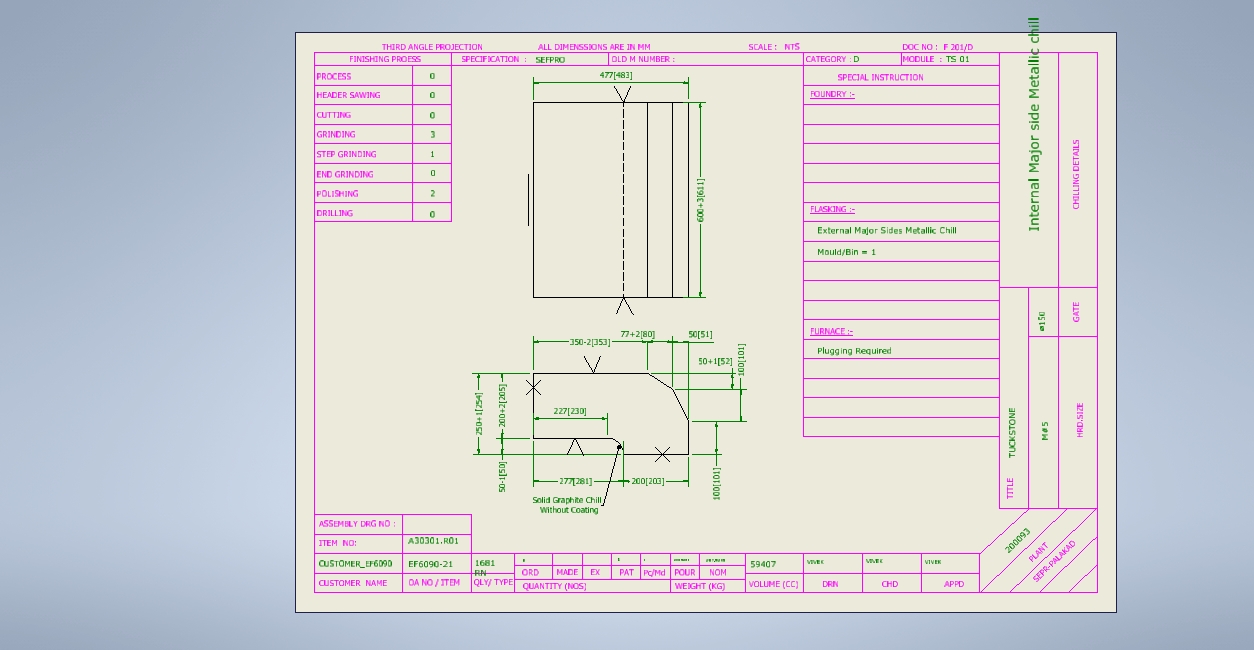 THIRD ANGLE PROJECTION ALL DIMENSSIONS ARE IN MM SCALE : NTS DOC NO : F 201/D
FINISHING PROESS SPECIFICATION : SEFPRO OLD M NUMBER : CATEGORY : D MODULE : TS 01
PROCESS 0
HEADER SAWING 0
CUTTING 0
GRINDING 3
STEP GRINDING 1
END GRINDING 0
POLISHING 2
DRILLING 0
477[483]
600+3[611]
350-2[353]
77+2[80]
50[51]
50+1[52]
100[101]
250+1[254]
200+2[205]
227[230]
50-1[50]
277[281]
200[203]
100[101]
Solid Graphite Chill
Without Coating
SPECIAL INSTRUCTION
FOUNDRY :-
FLASKING :-
External Major Sides Metallic Chill
Mould/Bin = 1
FURNACE :-
Plugging Required
Internal Major side Metallic chill
CHILLING DETAILS
ø150
GATE
TITLE TUCKSTONE
M#5
HRD.SIZE
200093
PLANT
SEPR-PALAKAD
ASSEMBLY DRG NO :
ITEM NO: A30301.R01
CUSTOMER_EF6090 EF6090-21 1681
RN
59407 VIVEK VIVEK VIVEK
CUSTOMER NAME OA NO / ITEM QLY/ TYPE
ORD MADE EX PAT Pc/Md POUR NOM
QUANTITY (NOS) WEIGHT (KG)
VOLUME (CC) DRN CHD APPD